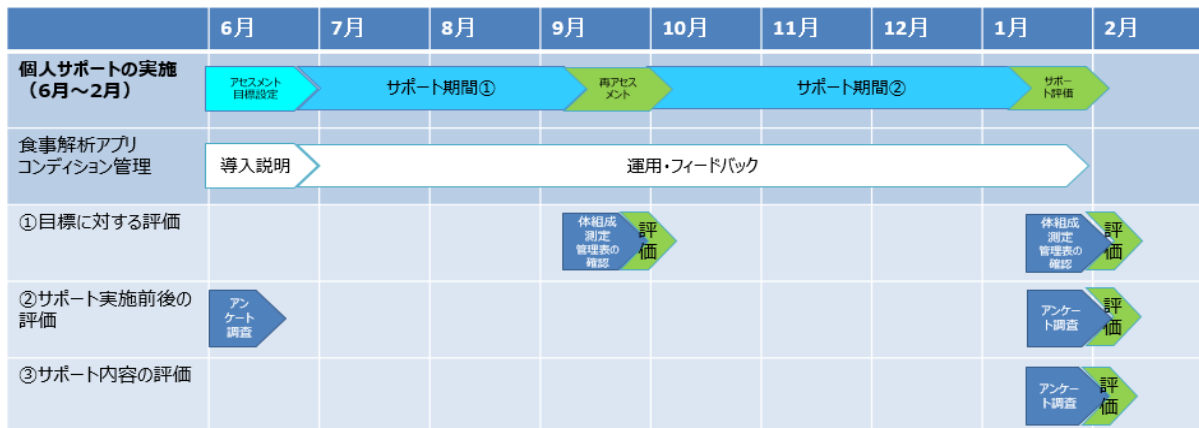 6月 7月 8月 9月 10月 11月 12月 1月 2月
個人サポートの実施
（6月～2月）
アセスメント
目標設定
サポート期間①
再アセス
メント
サポート期間②
サポー
ト評価
食事解析アプリ
コンディション管理
導入説明
運用・フィードバック
①目標に対する評価
体組成
測定
管理表の
確認
評
価
体組成
測定
管理表の
確認
評
価
②サポート実施前後の
評価
アン
ケート
調査
アンケー
ト調査
評
価
③サポート内容の評価
アンケー
ト調査
評
価